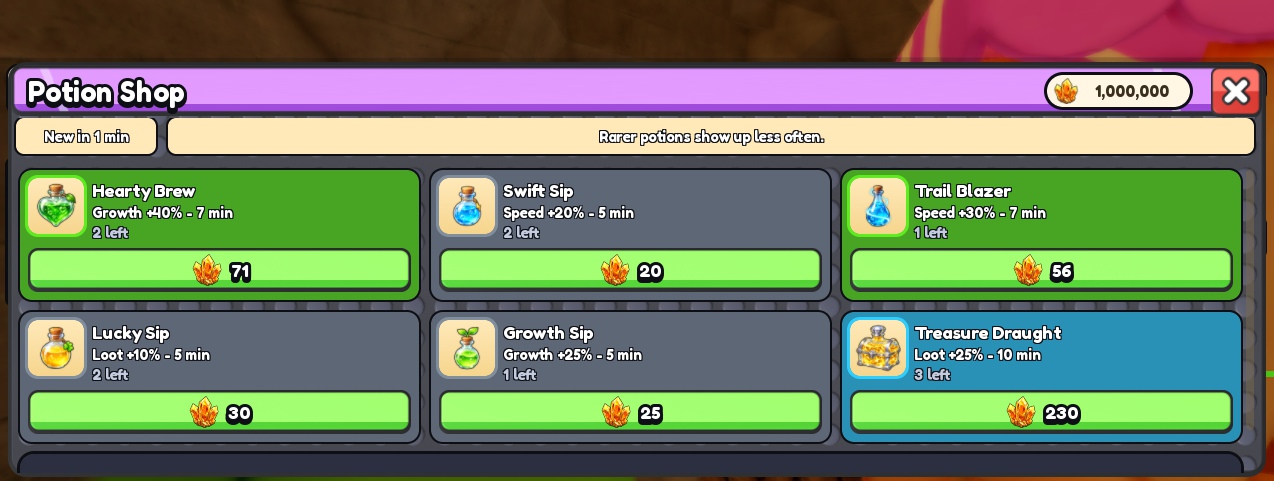 Potion Shop
1,000,000
New in 1 min
Rarer potions show up less often.
Hearty Brew
Growth +40% - 7 min
2 left
71
Swift Sip
Speed +20% - 5 min
2 left
20
Trail Blazer
Speed +30% - 7 min
1 left
56
Lucky Sip
Loot +10% - 5 min
2 left
30
Growth Sip
Growth +25% - 5 min
1 left
25
Treasure Draught
Loot +25% - 10 min
3 left
230